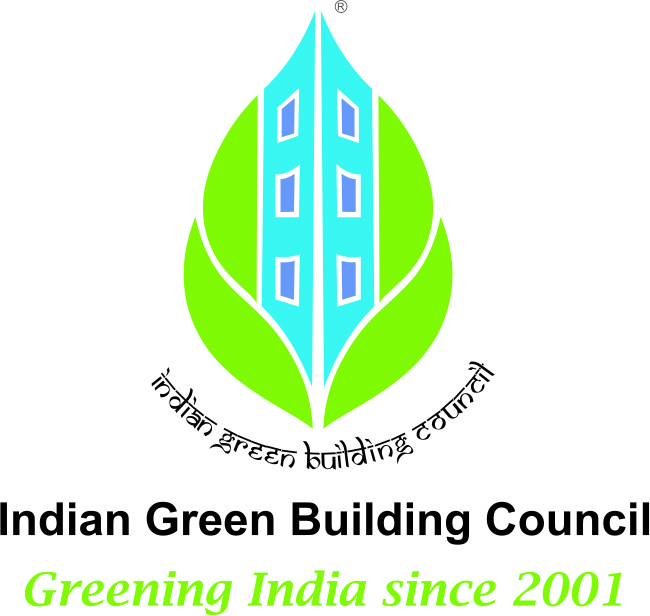 ®
indian green building council
Indian Green Building Council
Greening India since 2001